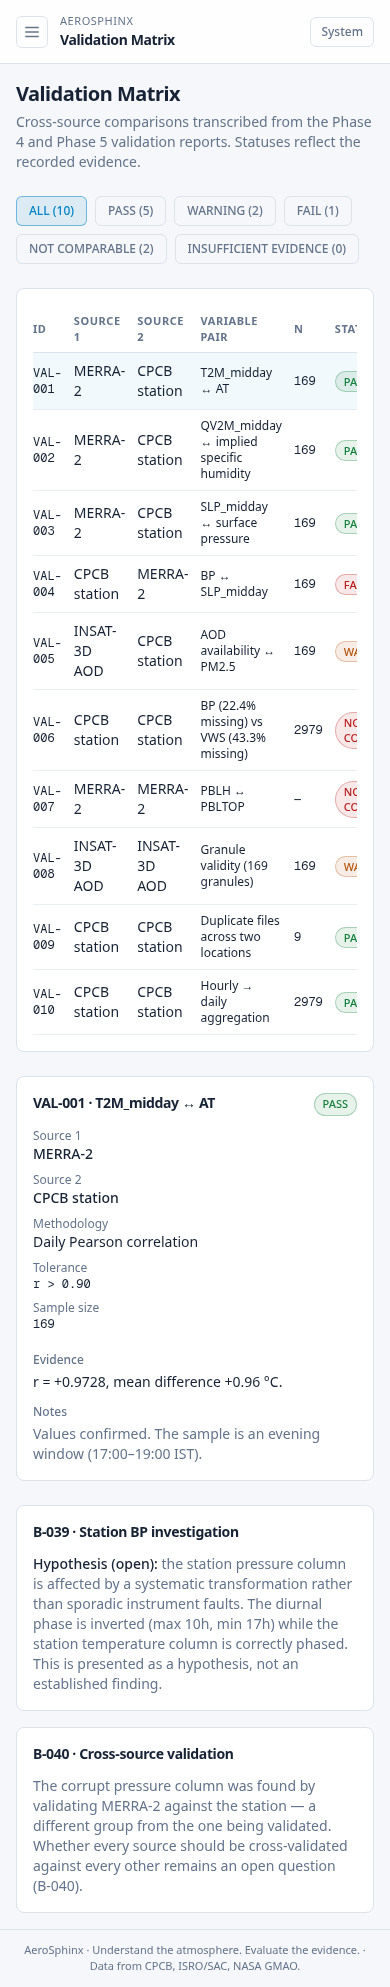 AEROSPHINX
Validation Matrix
System
Validation Matrix
Cross-source comparisons transcribed from the Phase
4 and Phase 5 validation reports. Statuses reflect the
recorded evidence.
ALL (10) PASS (5) WARNING (2) FAIL (1)
NOT COMPARABLE (2) INSUFFICIENT EVIDENCE (0)
ID SOURCE 1 SOURCE 2 VARIABLE PAIR N STAT
VAL-001 MERRA-2 CPCB station T2M_midday ↔ AT 169 PA
VAL-002 MERRA-2 CPCB station QV2M_midday ↔ implied specific humidity 169 PA
VAL-003 MERRA-2 CPCB station SLP_midday ↔ surface pressure 169 PA
VAL-004 CPCB station MERRA-2 BP ↔ SLP_midday 169 FA
VAL-005 INSAT-3D AOD CPCB station AOD availability ↔ PM2.5 169 WA
VAL-006 CPCB station CPCB station BP (22.4% missing) vs VWS (43.3% missing) 2979 NO CO
VAL-007 MERRA-2 MERRA-2 PBLH ↔ PBLTOP — NO CO
VAL-008 INSAT-3D AOD INSAT-3D AOD Granule validity (169 granules) 169 WA
VAL-009 CPCB station CPCB station Duplicate files across two locations 9 PA
VAL-010 CPCB station CPCB station Hourly → daily aggregation 2979 PA
VAL-001 · T2M_midday ↔ AT PASS
Source 1
MERRA-2
Source 2
CPCB station
Methodology
Daily Pearson correlation
Tolerance
r > 0.90
Sample size
169
Evidence
r = +0.9728, mean difference +0.96 °C.
Notes
Values confirmed. The sample is an evening
window (17:00–19:00 IST).
B-039 · Station BP investigation
Hypothesis (open): the station pressure column
is affected by a systematic transformation rather
than sporadic instrument faults. The diurnal
phase is inverted (max 10h, min 17h) while the
station temperature column is correctly phased.
This is presented as a hypothesis, not an
established finding.
B-040 · Cross-source validation
The corrupt pressure column was found by
validating MERRA-2 against the station — a
different group from the one being validated.
Whether every source should be cross-validated
against every other remains an open question
(B-040).
AeroSphinx · Understand the atmosphere. Evaluate the evidence. ·
Data from CPCB, ISRO/SAC, NASA GMAO.